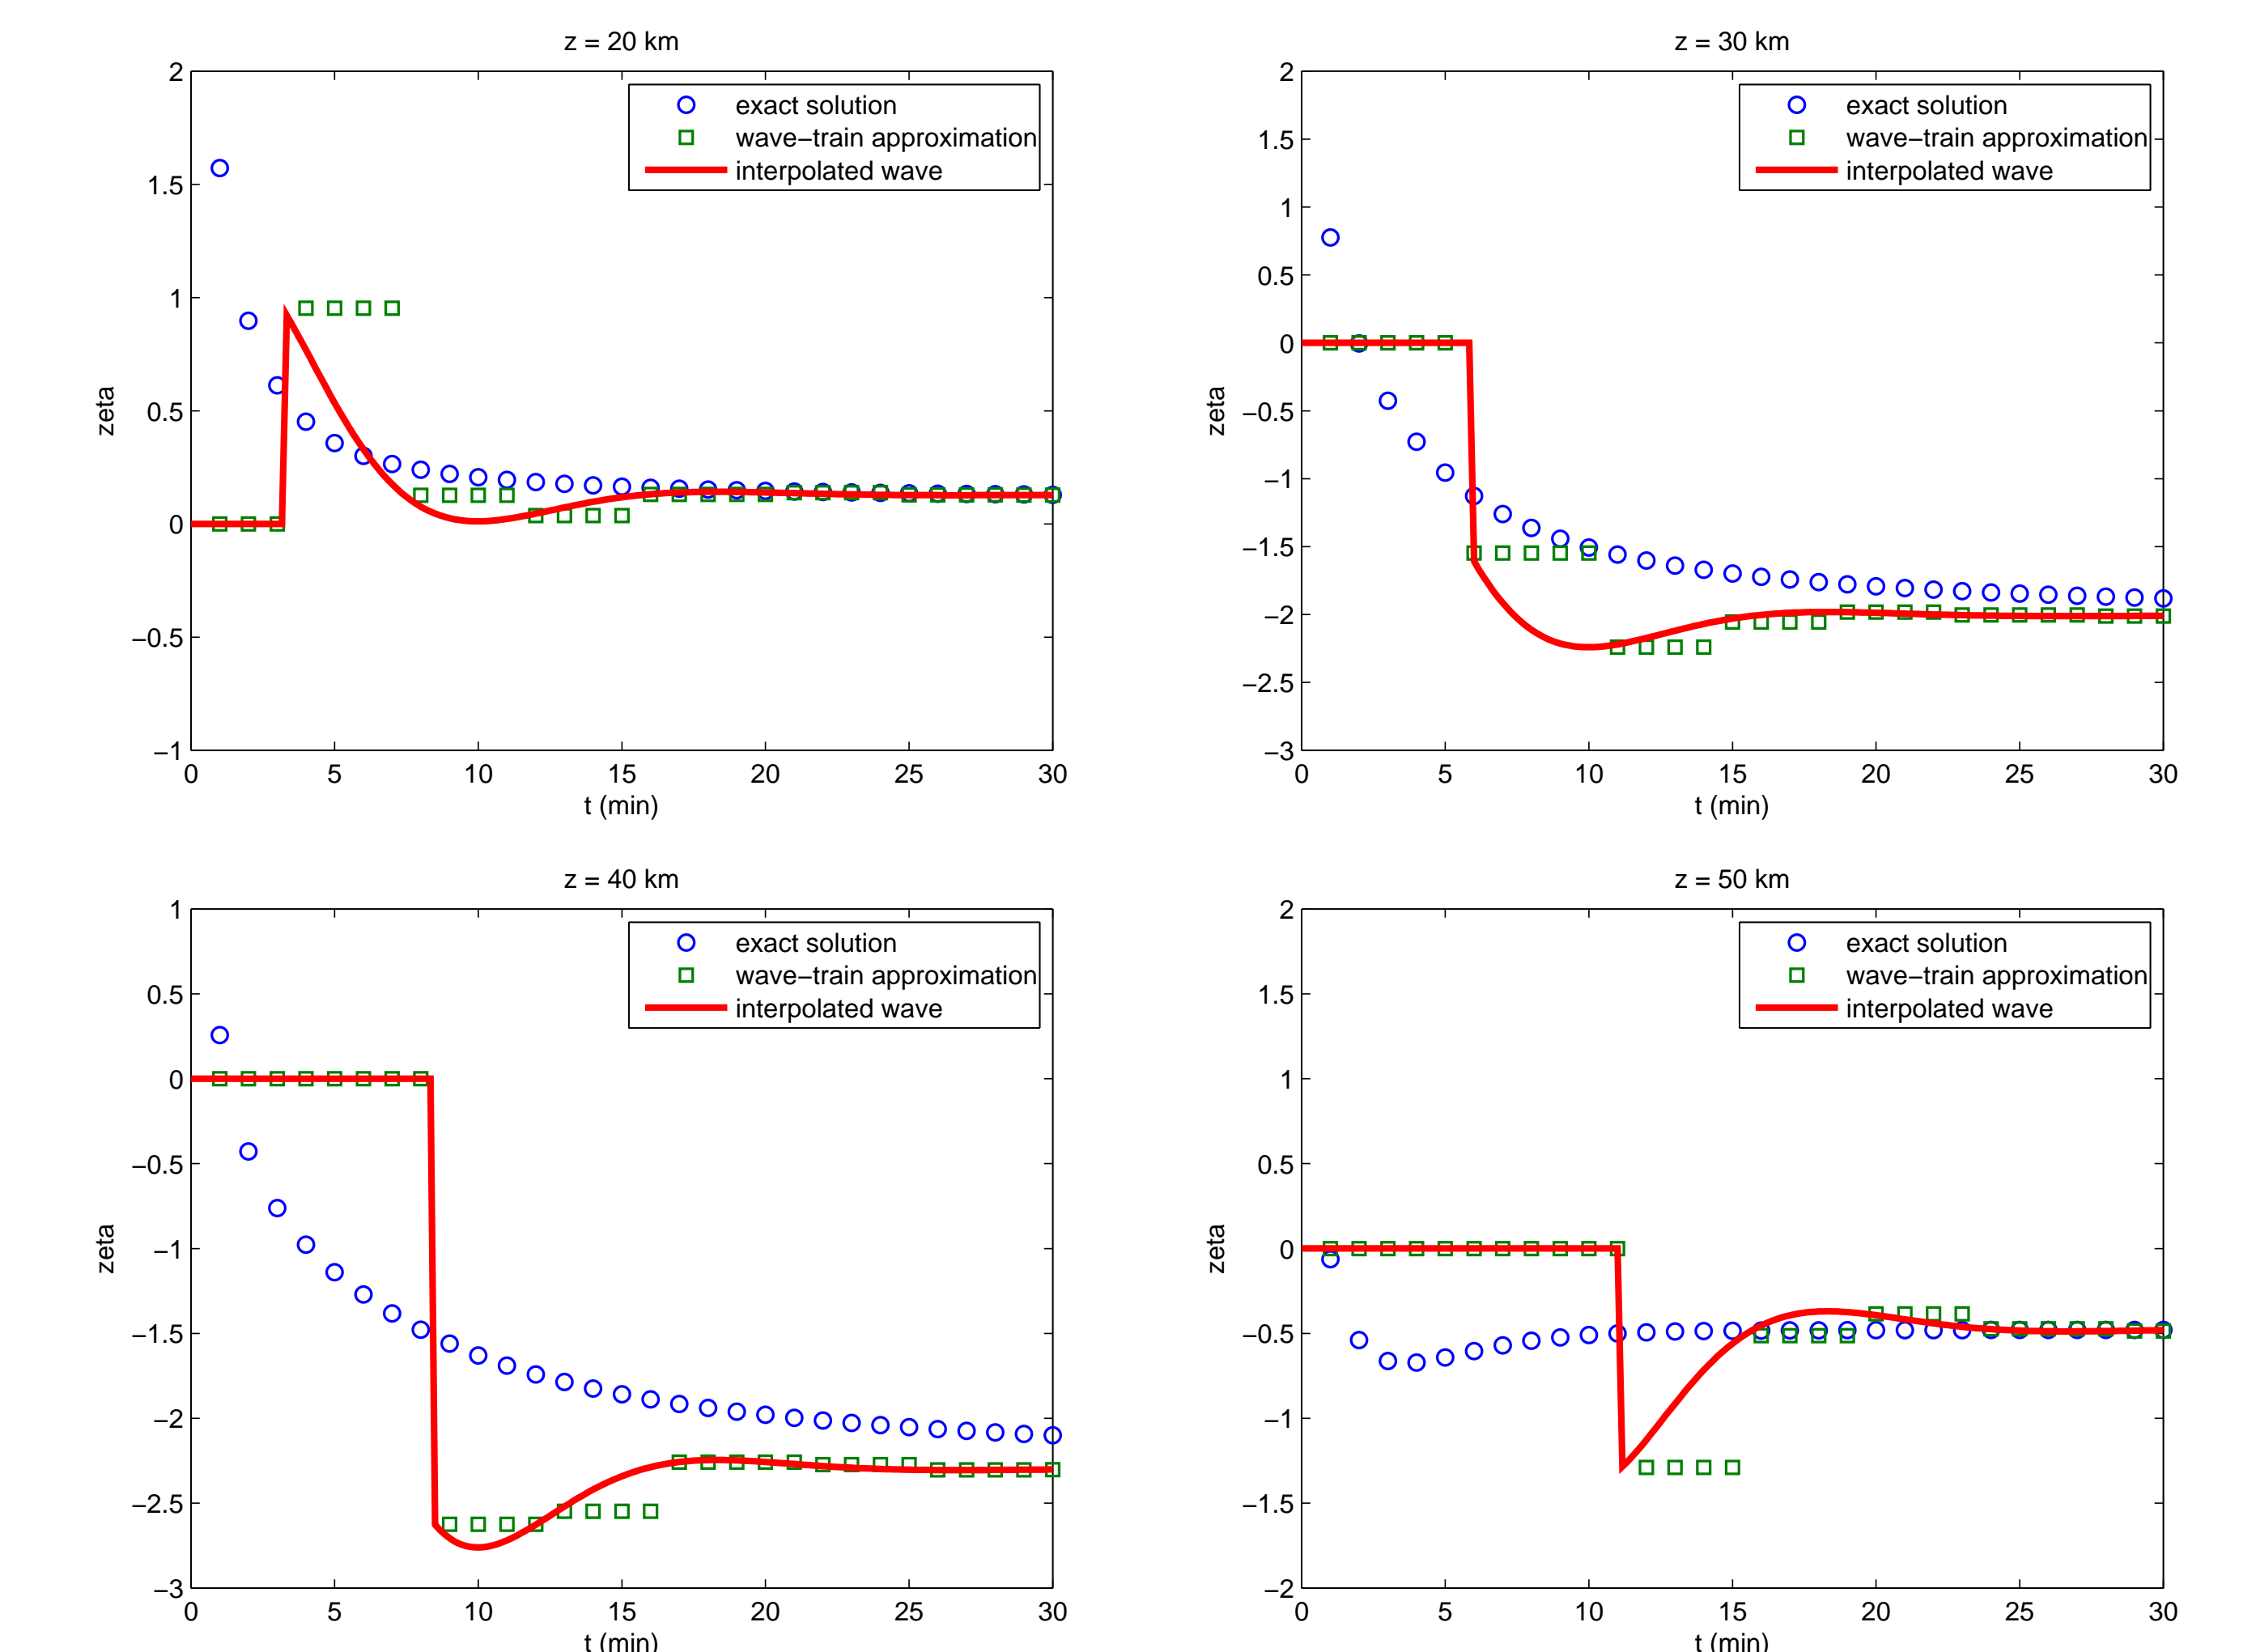 z = 20 km
2
1.5
1
0.5
0
−0.5
−1
zeta
exact solution
wave−train approximation
interpolated wave
0 5 10 15 20 25 30
t (min)
z = 30 km
2
1.5
1
0.5
0
−0.5
−1
−1.5
−2
−2.5
−3
zeta
exact solution
wave−train approximation
interpolated wave
0 5 10 15 20 25 30
t (min)
z = 40 km
1
0.5
0
−0.5
−1
−1.5
−2
−2.5
−3
zeta
exact solution
wave−train approximation
interpolated wave
0 5 10 15 20 25 30
t (min)
z = 50 km
2
1.5
1
0.5
0
−0.5
−1
−1.5
−2
zeta
exact solution
wave−train approximation
interpolated wave
0 5 10 15 20 25 30
t (min)